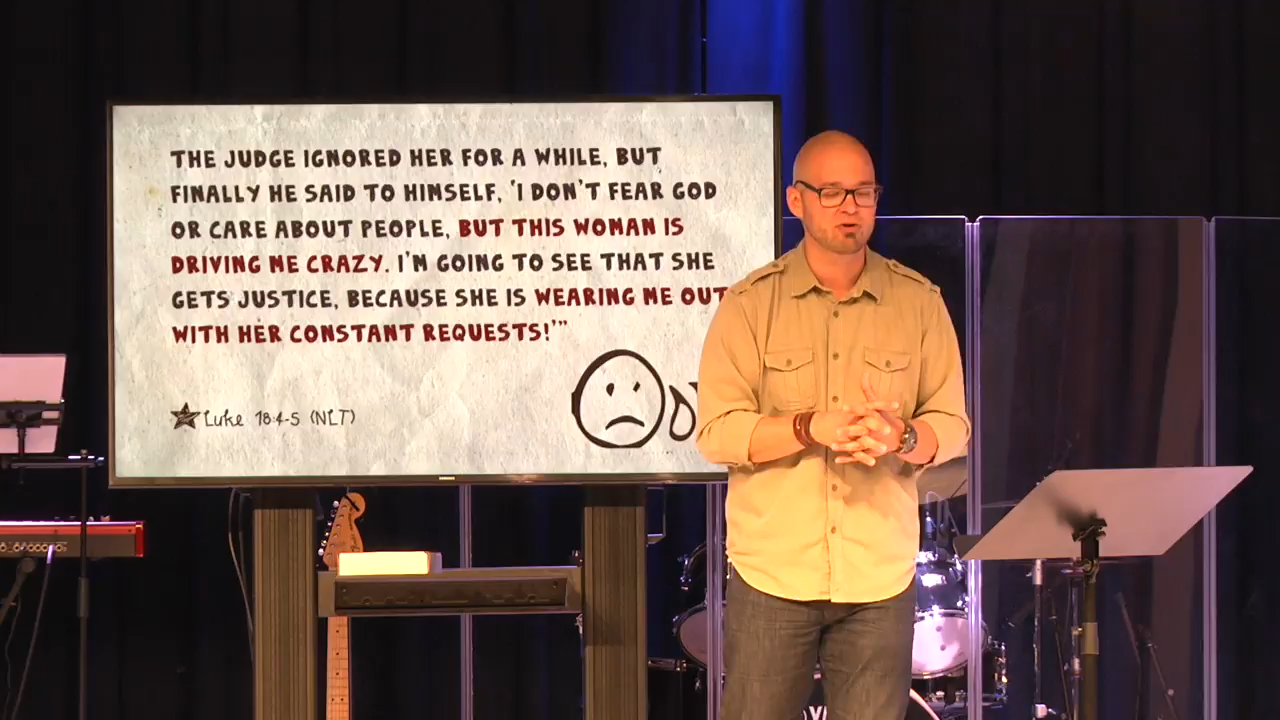 THE JUDGE IGNORED HER FOR A WHILE, BUT
FINALLY HE SAID TO HIMSELF, 'I DON'T FEAR GOD
OR CARE ABOUT PEOPLE, BUT THIS WOMAN IS
DRIVING ME CRAZY. I'M GOING TO SEE THAT SHE
GETS JUSTICE, BECAUSE SHE IS WEARING ME OUT
WITH HER CONSTANT REQUESTS!'"
Luke 18:4-5 (NLT)